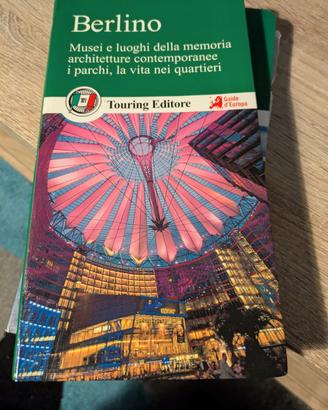 Berlino
Musei e luoghi della memoria
architetture contemporanee
i parchi, la vita nei quartieri
Touring Editore
Guide
d'Europa